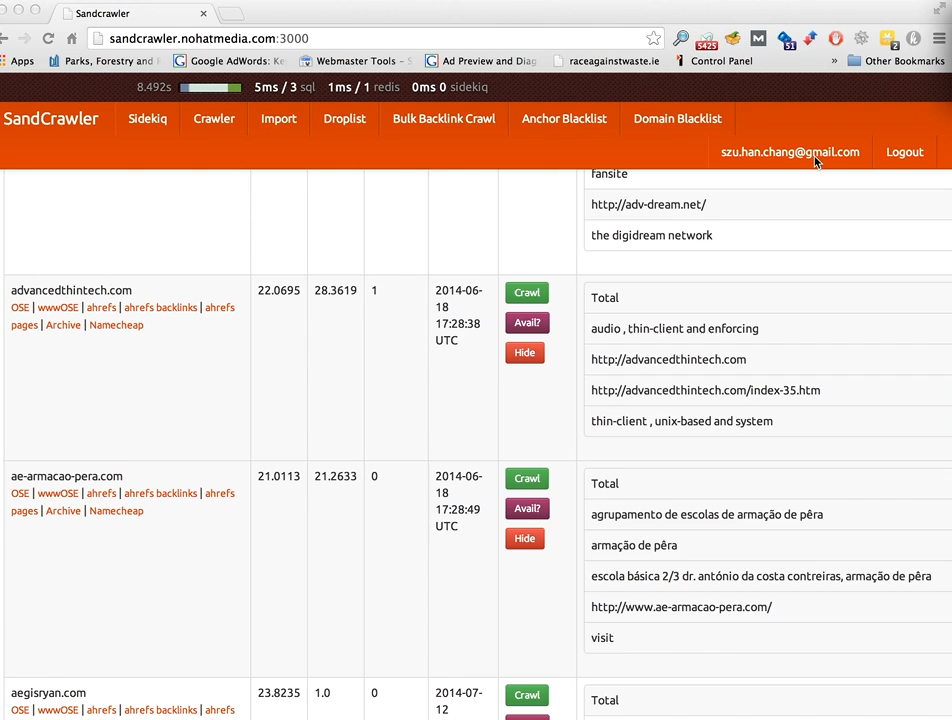 Sandcrawler
sandcrawler.nohatmedia.com:3000
5425
51
2
Apps
Parks, Forestry and
Google AdWords: Ke
Webmaster Tools -
Ad Preview and Diag
raceagainstwaste.ie
Control Panel
»
Other Bookmarks
8.492s 5ms / 3 sql 1ms / 1 redis 0ms 0 sidekiq
SandCrawler Sidekiq Crawler Import Droplist Bulk Backlink Crawl Anchor Blacklist Domain Blacklist
szu.han.chang@gmail.com Logout
fansite
http://adv-dream.net/
the digidream network
advancedthintech.com
OSE | wwwOSE | ahrefs | ahrefs backlinks | ahrefs
pages | Archive | Namecheap
22.0695
28.3619
1
2014-06-
18
17:28:38
UTC
Crawl
Avail?
Hide
Total
audio , thin-client and enforcing
http://advancedthintech.com
http://advancedthintech.com/index-35.htm
thin-client , unix-based and system
ae-armacao-pera.com
OSE | wwwOSE | ahrefs | ahrefs backlinks | ahrefs
pages | Archive | Namecheap
21.0113
21.2633
0
2014-06-
18
17:28:49
UTC
Crawl
Avail?
Hide
Total
agrupamento de escolas de armação de pêra
armação de pêra
escola básica 2/3 dr. antónio da costa contreiras, armação de pêra
http://www.ae-armacao-pera.com/
visit
aegisryan.com
OSE | wwwOSE | ahrefs | ahrefs backlinks | ahrefs
23.8235
1.0
0
2014-07-
12
Crawl
Total